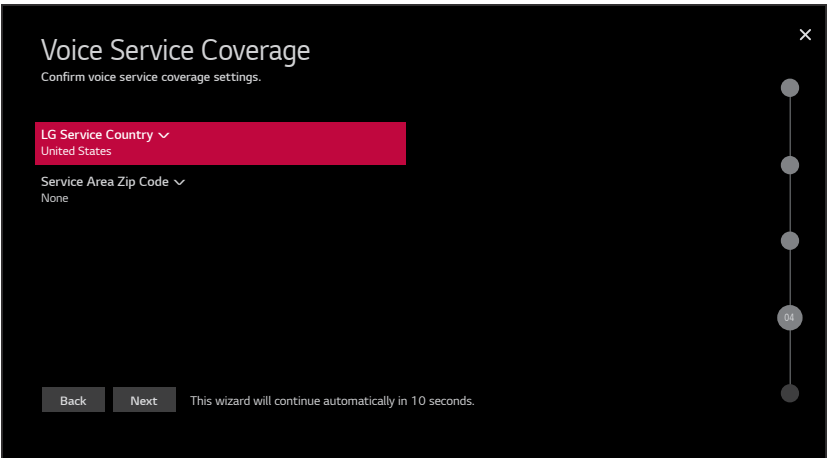 Voice Service Coverage
Confirm voice service coverage settings.
LG Service Country
United States
Service Area Zip Code
None
04
Back
Next
This wizard will continue automatically in 10 seconds.